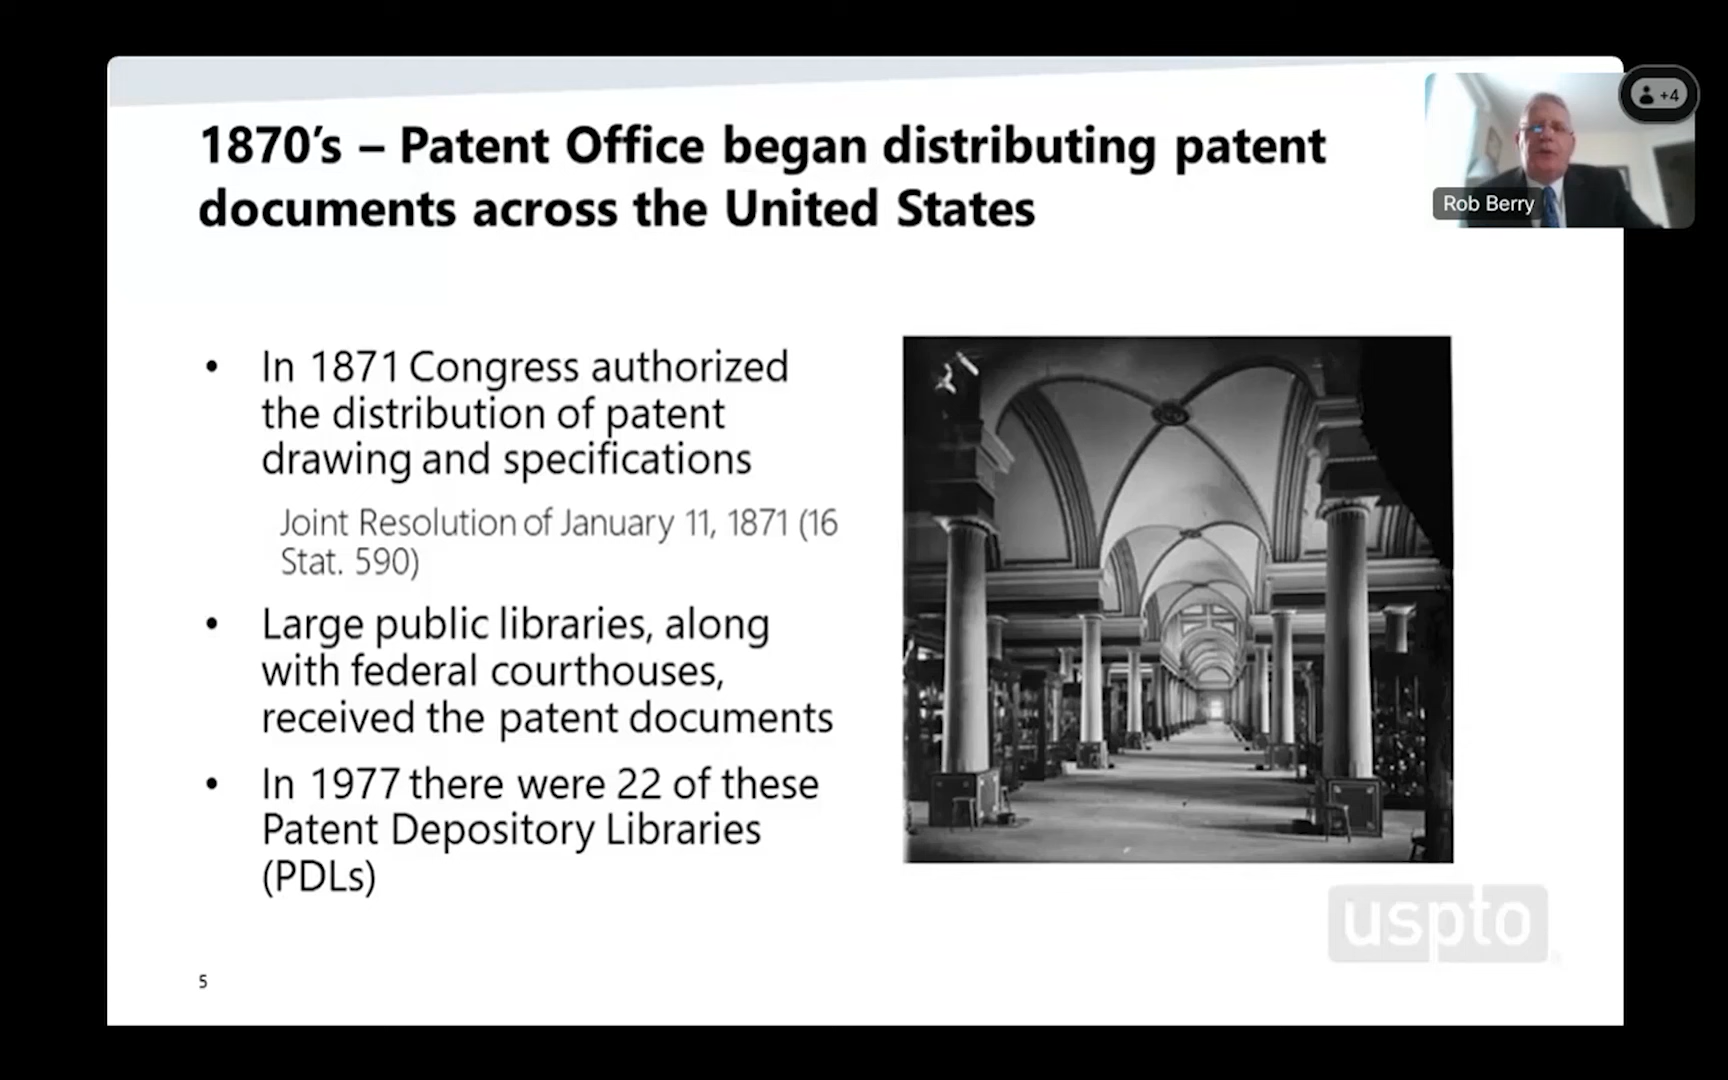 1870's – Patent Office began distributing patent
documents across the United States
+4
Rob Berry
• In 1871 Congress authorized
the distribution of patent
drawing and specifications
Joint Resolution of January 11, 1871 (16
Stat. 590)
• Large public libraries, along
with federal courthouses,
received the patent documents
• In 1977 there were 22 of these
Patent Depository Libraries
(PDLs)
uspto
5